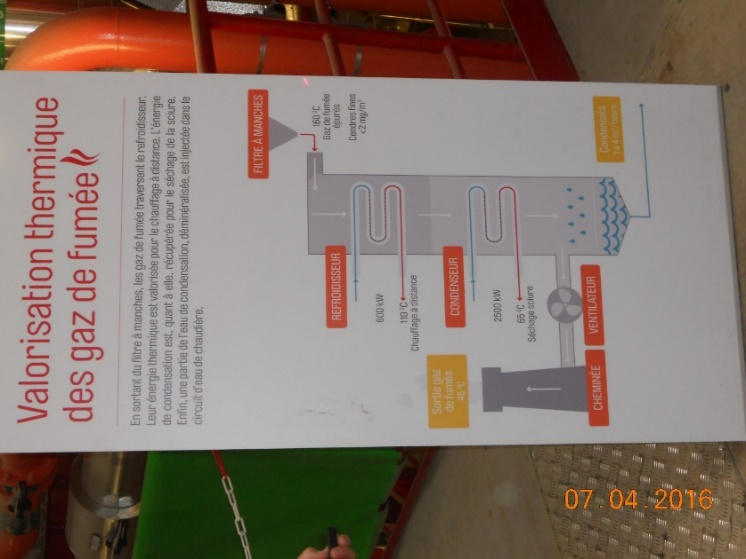 Valorisation thermique
des gaz de fumée
En sortant du filtre à manches, les gaz de fumée traversent le refroidisseur.
Leur énergie thermique est valorisée pour le chauffage à distance. L'énergie
de condensation est, quant à elle, récupérée pour le séchage de la sciure.
Enfin, une partie de l'eau de condensation, déminéralisée, est injectée dans le
circuit d'eau de chaudière.
FILTRE À MANCHES
160 °C
Gaz de fumée
épurés
Cendres fines
<2 mg/m³
REFROIDISSEUR
600 kW
110 °C
Chauffage à distance
CONDENSEUR
2500 kW
65 °C
Séchage sciure
Condensats
Sortie gaz
de fumée
45 °C
VENTILATEUR
CHEMINÉE
07.04.2016